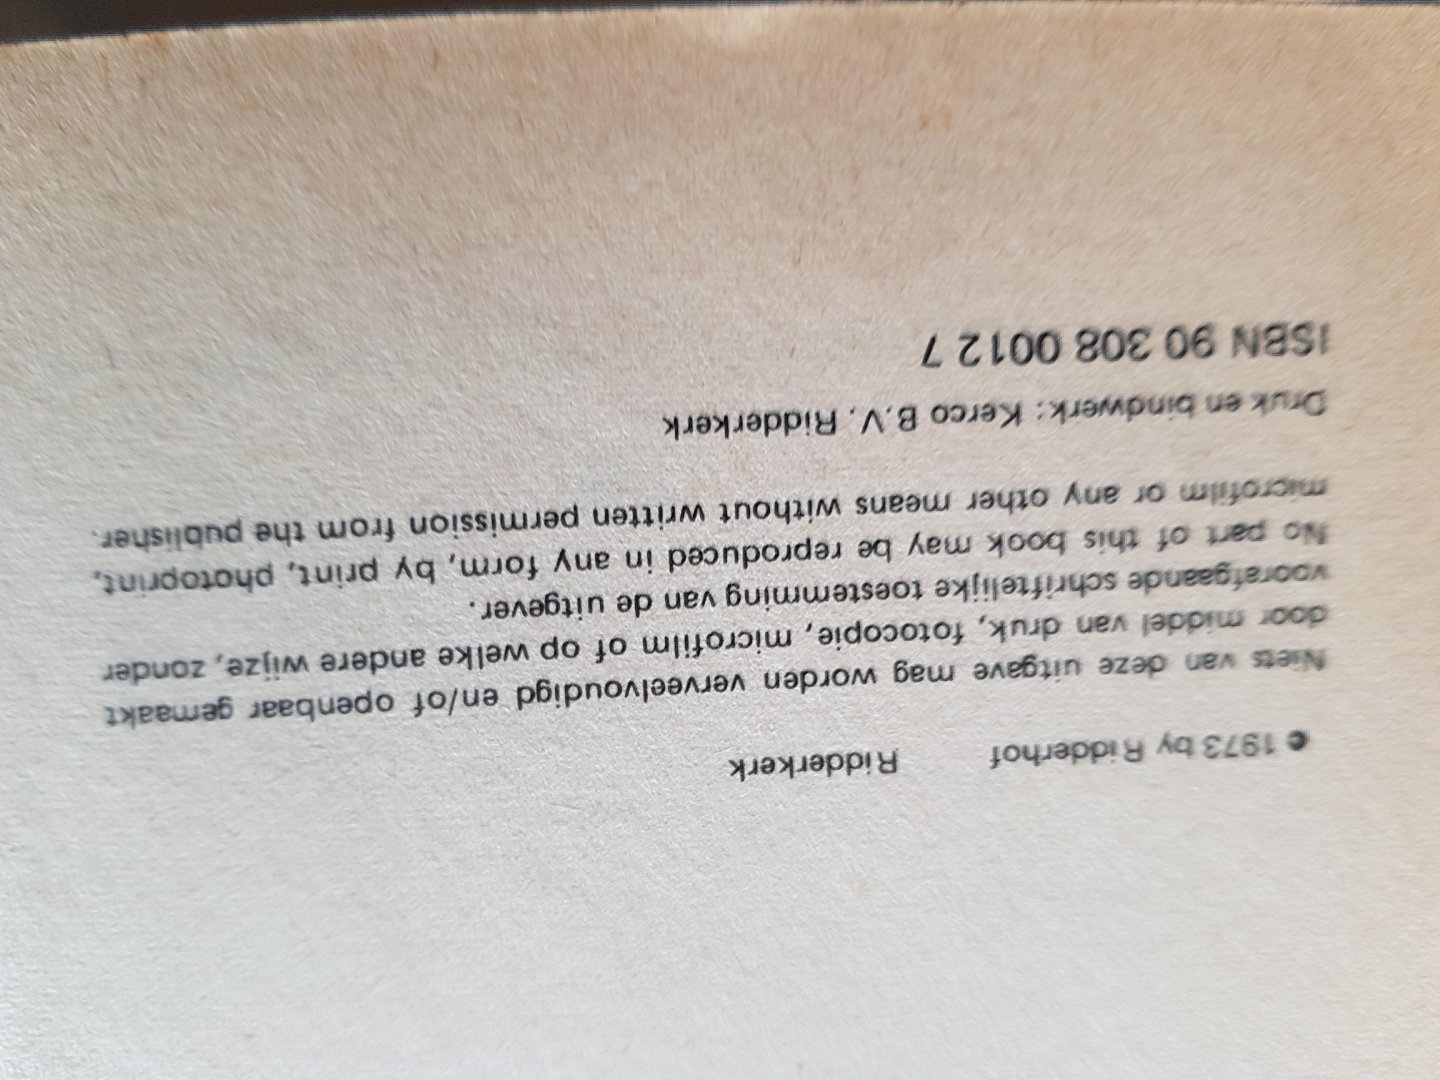 © 1973 by Ridderhof Ridderkerk
Niets van deze uitgave mag worden verveelvoudigd en/of openbaar gemaakt
door middel van druk, fotocopie, microfilm of op welke andere wijze, zonder
voorafgaande schriftelijke toestemming van de uitgever.
No part of this book may be reproduced in any form, by print, photoprint,
microfilm or any other means without written permission from the publisher.
Druk en bindwerk: Kerco B.V. Ridderkerk
ISBN 90 308 0012 7